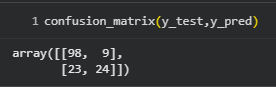 1 confusion_matrix(y_test,y_pred)
array([[98,  9],
       [23, 24]])